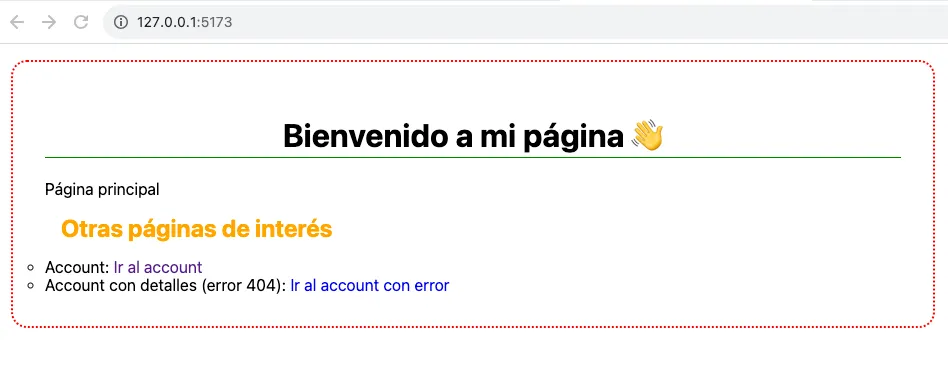 127.0.0.1:5173
Bienvenido a mi página 👋
Página principal
Otras páginas de interés
Account: Ir al account
Account con detalles (error 404): Ir al account con error